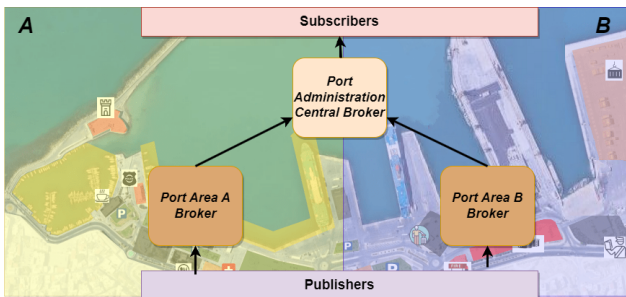 Subscribers
A
B
Port
Administration
Central Broker
Port Area A
Broker
Port Area B
Broker
P
P
Publishers